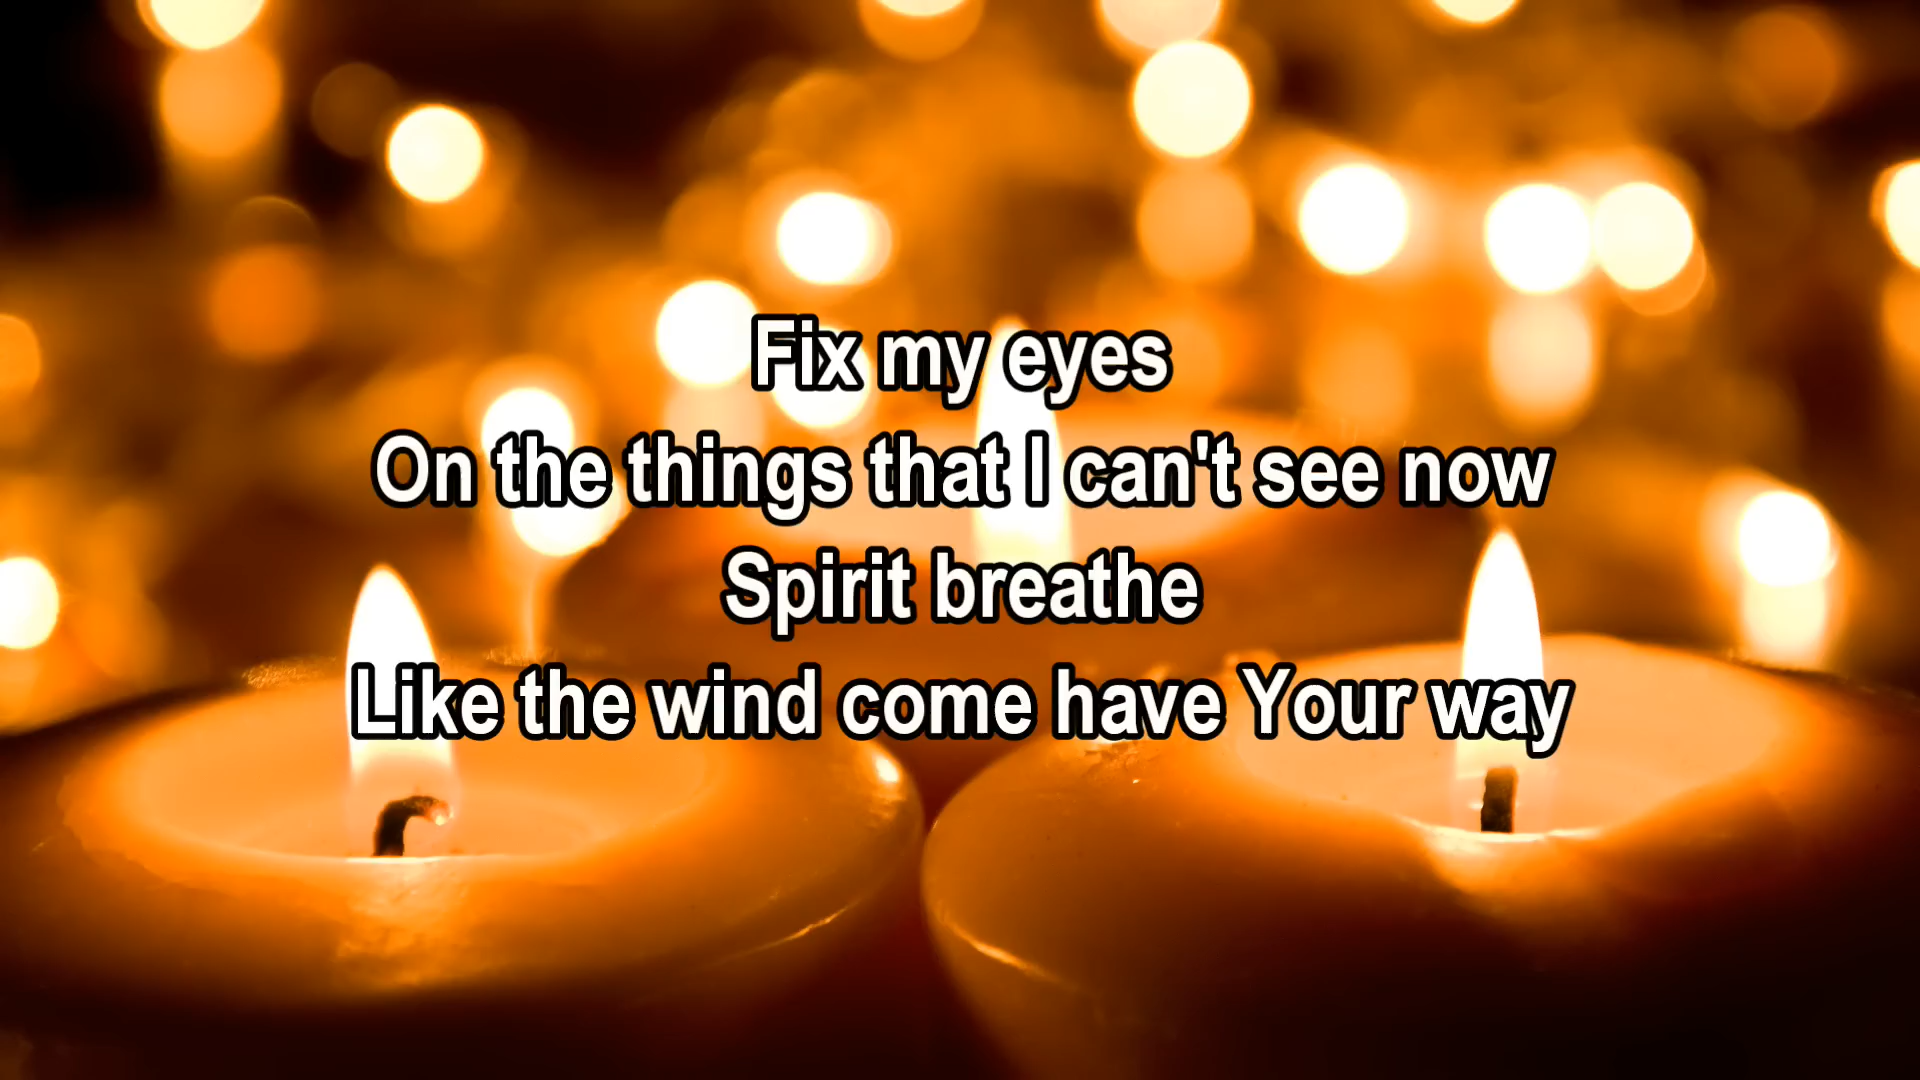 Fix my eyes
On the things that I can't see now
Spirit breathe
Like the wind come have Your way